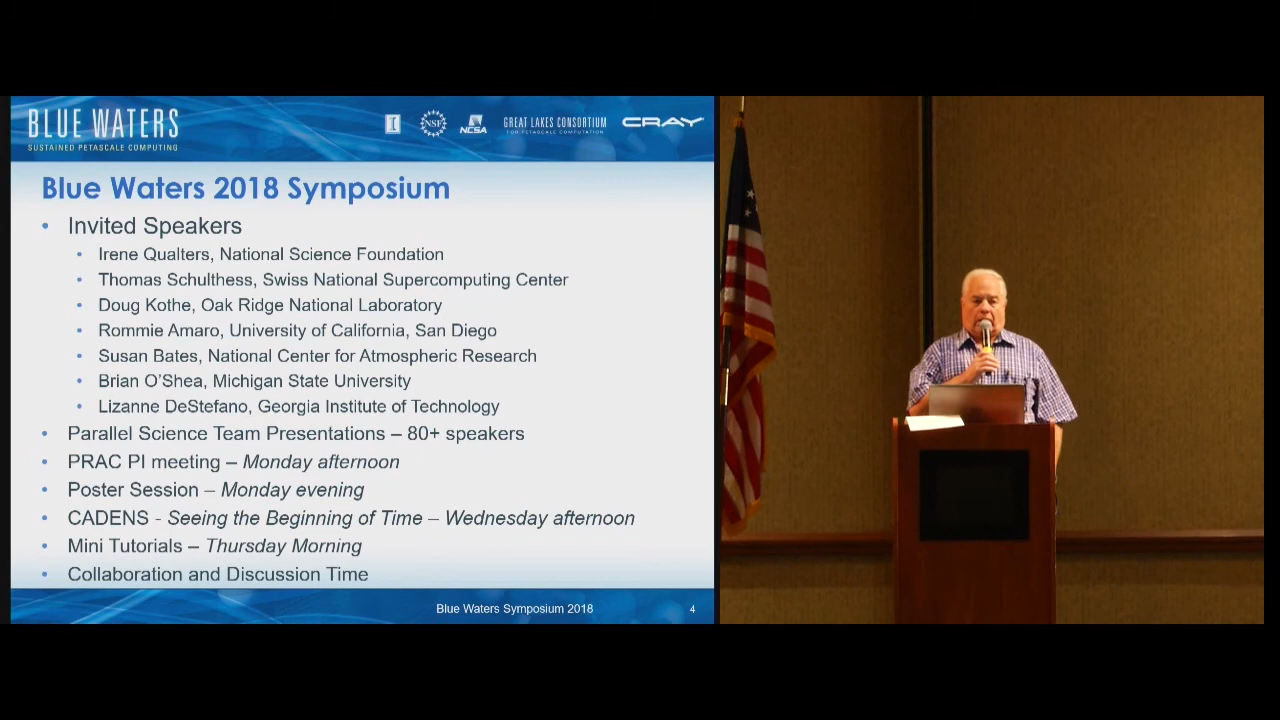 BLUE WATERS
SUSTAINED PETASCALE COMPUTING
I
NSF
NCSA
GREAT LAKES CONSORTIUM
FOR PETASCALE COMPUTATION
CRAY
Blue Waters 2018 Symposium
• Invited Speakers
• Irene Qualters, National Science Foundation
• Thomas Schulthess, Swiss National Supercomputing Center
• Doug Kothe, Oak Ridge National Laboratory
• Rommie Amaro, University of California, San Diego
• Susan Bates, National Center for Atmospheric Research
• Brian O’Shea, Michigan State University
• Lizanne DeStefano, Georgia Institute of Technology
• Parallel Science Team Presentations – 80+ speakers
• PRAC PI meeting – Monday afternoon
• Poster Session – Monday evening
• CADENS - Seeing the Beginning of Time – Wednesday afternoon
• Mini Tutorials – Thursday Morning
• Collaboration and Discussion Time
Blue Waters Symposium 2018
4